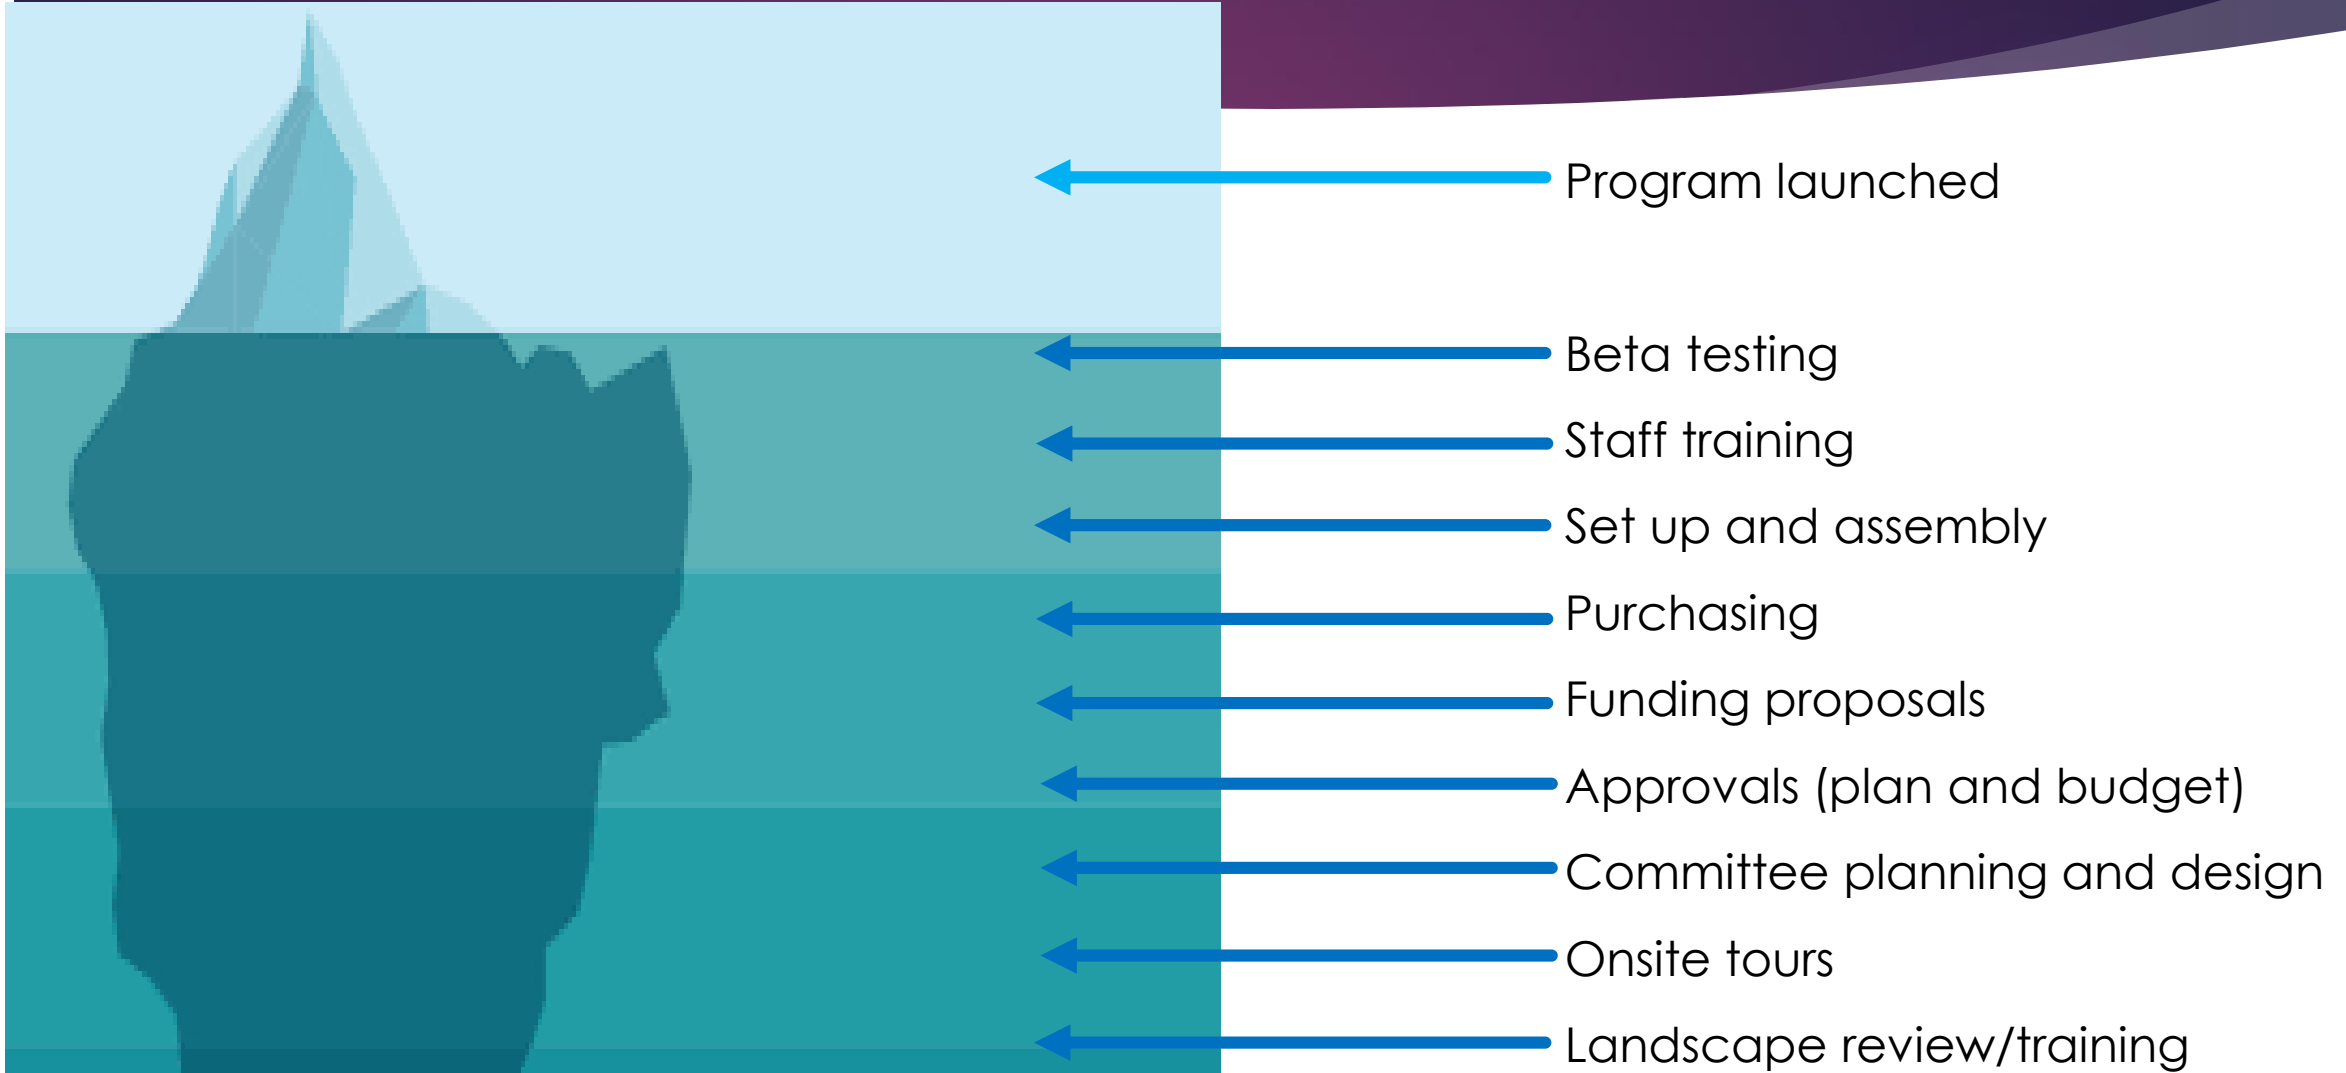 Program launched
Beta testing
Staff training
Set up and assembly
Purchasing
Funding proposals
Approvals (plan and budget)
Committee planning and design
Onsite tours
Landscape review/training